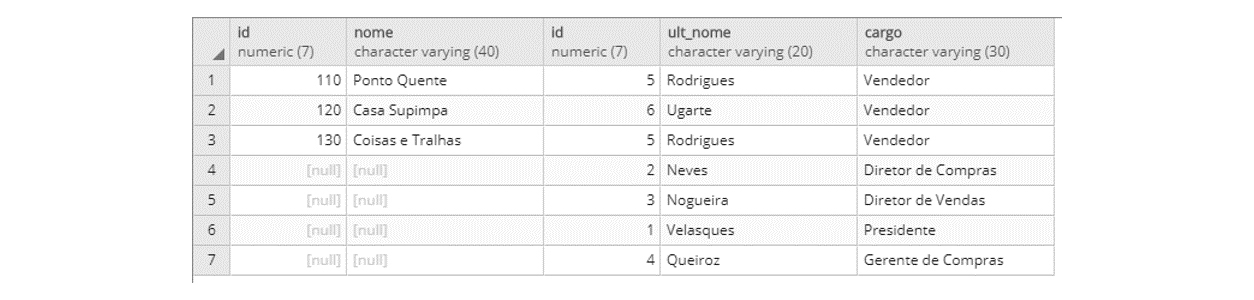 id nome id ult_nome cargo
numeric (7) character varying (40) numeric (7) character varying (20) character varying (30)
1 110 Ponto Quente 5 Rodrigues Vendedor
2 120 Casa Supimpa 6 Ugarte Vendedor
3 130 Coisas e Tralhas 5 Rodrigues Vendedor
4 [null] [null] 2 Neves Diretor de Compras
5 [null] [null] 3 Nogueira Diretor de Vendas
6 [null] [null] 1 Velasques Presidente
7 [null] [null] 4 Queiroz Gerente de Compras